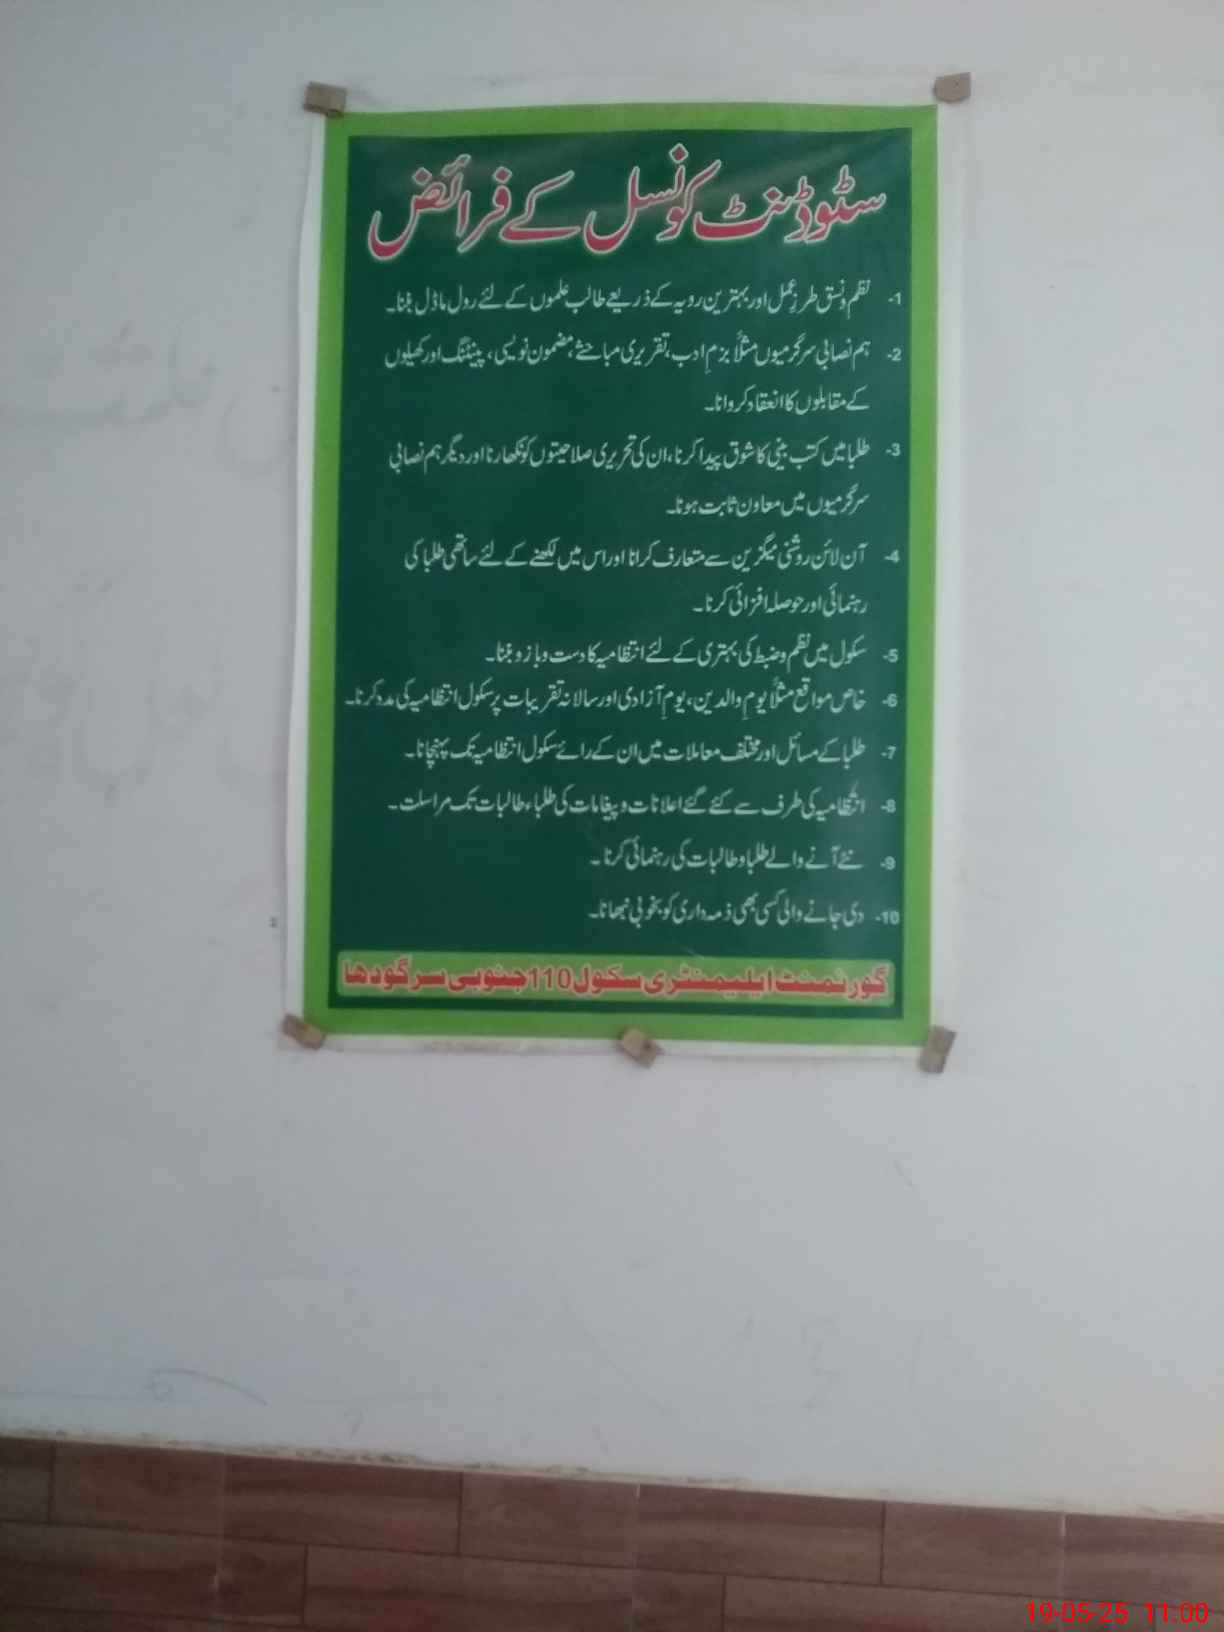 سٹوڈنٹ کونسل کے فرائض
1- نظم ونسق طرزِ عمل اور بہترین رویہ کے ذریعے طالب علموں کے لئے رول ماڈل بننا۔
2- ہم نصابی سرگرمیوں مثلاً بزمِ ادب، تقریری مباحثے، مضمون نویسی، پینٹنگ اور کھیلوں
کے مقابلوں کا انعقاد کروانا۔
3- طلبا میں کتب بینی کا شوق پیدا کرنا، ان کی تحریری صلاحیتوں کو نکھارنا اور دیگر ہم نصابی
سرگرمیوں میں معاون ثابت ہونا۔
4- آن لائن روشنی میگزین سے متعارف کرانا اور اس میں لکھنے کے لئے ساتھی طلبا کی
رہنمائی اور حوصلہ افزائی کرنا۔
5- سکول میں نظم و ضبط کی بہتری کے لئے انتظامیہ کا دست و بازو بننا۔
6- خاص مواقع مثلاً یومِ والدین، یومِ آزادی اور سالانہ تقریبات پر سکول انتظامیہ کی مدد کرنا۔
7- طلبا کے مسائل اور مختلف معاملات میں ان کے رائے سکول انتظامیہ تک پہنچانا۔
8- انتظامیہ کی طرف سے کئے گئے اعلانات و پیغامات کی طلباء طالبات تک مراسلت۔
9- نئے آنے والے طلبا و طالبات کی رہنمائی کرنا۔
10- دی جانے والی کسی بھی ذمہ داری کو بخوبی نبھانا۔
گورنمنٹ ایلیمنٹری سکول 110 جنوبی سرگودھا
19-05-25 11:00